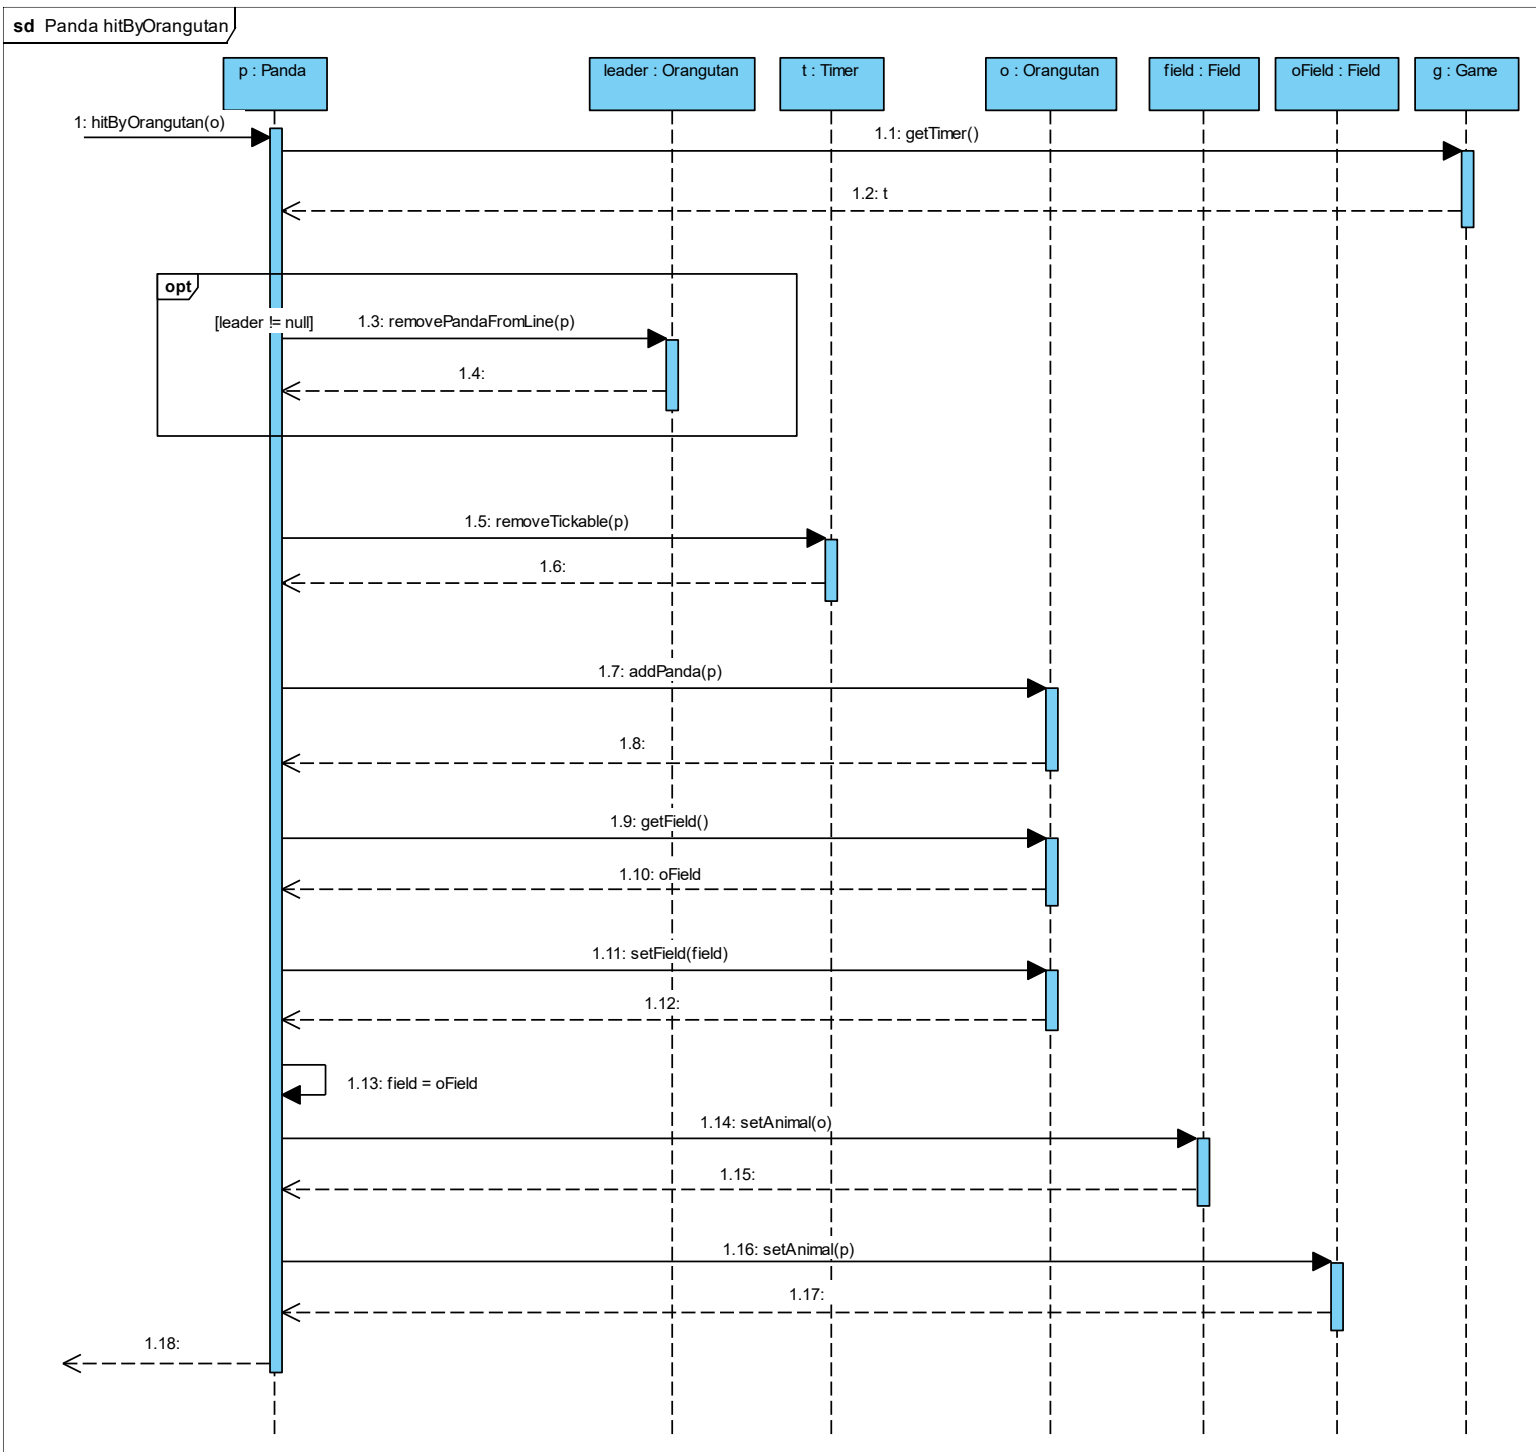 sd Panda hitByOrangutan
p : Panda
leader : Orangutan
t : Timer
o : Orangutan
field : Field
oField : Field
g : Game
1: hitByOrangutan(o)
1.1: getTimer()
1.2: t
opt
[leader != null]
1.3: removePandaFromLine(p)
1.4:
1.5: removeTickable(p)
1.6:
1.7: addPanda(p)
1.8:
1.9: getField()
1.10: oField
1.11: setField(field)
1.12:
1.13: field = oField
1.14: setAnimal(o)
1.15:
1.16: setAnimal(p)
1.17:
1.18: